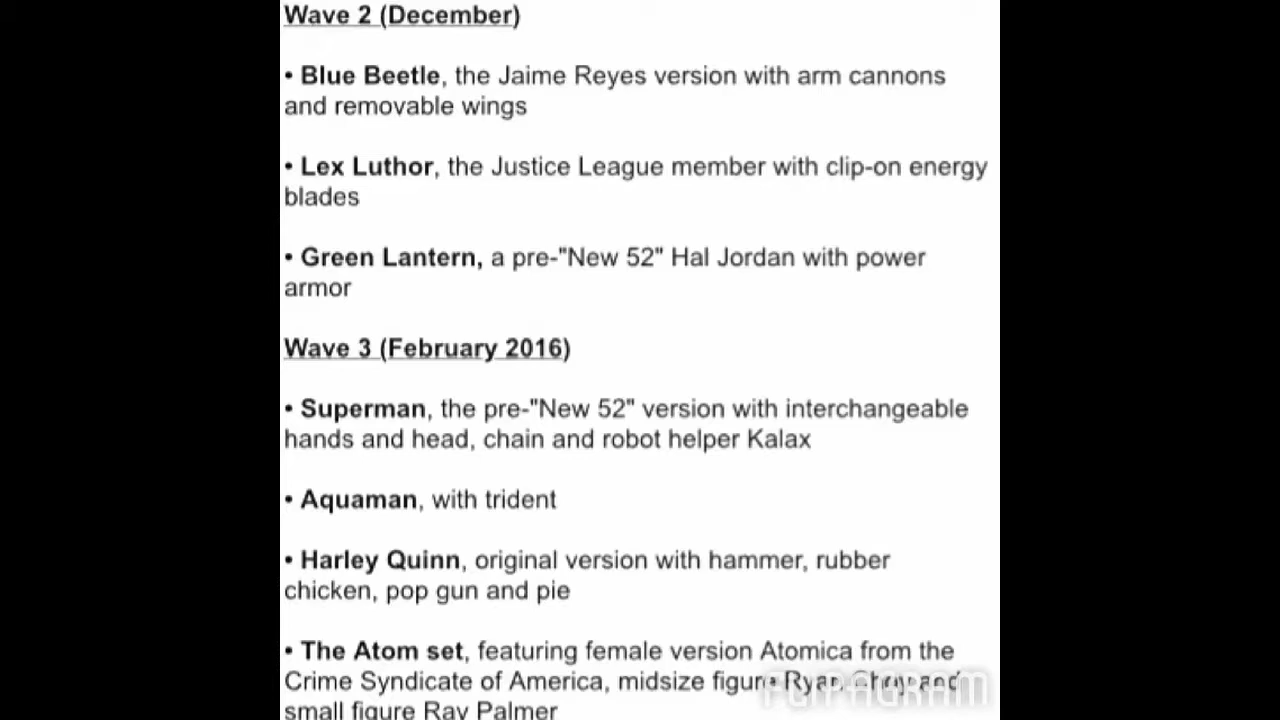 Wave 2 (December)
• Blue Beetle, the Jaime Reyes version with arm cannons
and removable wings
• Lex Luthor, the Justice League member with clip-on energy
blades
• Green Lantern, a pre-"New 52" Hal Jordan with power
armor
Wave 3 (February 2016)
• Superman, the pre-"New 52" version with interchangeable
hands and head, chain and robot helper Kalax
• Aquaman, with trident
• Harley Quinn, original version with hammer, rubber
chicken, pop gun and pie
• The Atom set, featuring female version Atomica from the
Crime Syndicate of America, midsize figure Ryan Choy and
small figure Ray Palmer
FLIPAGRAM